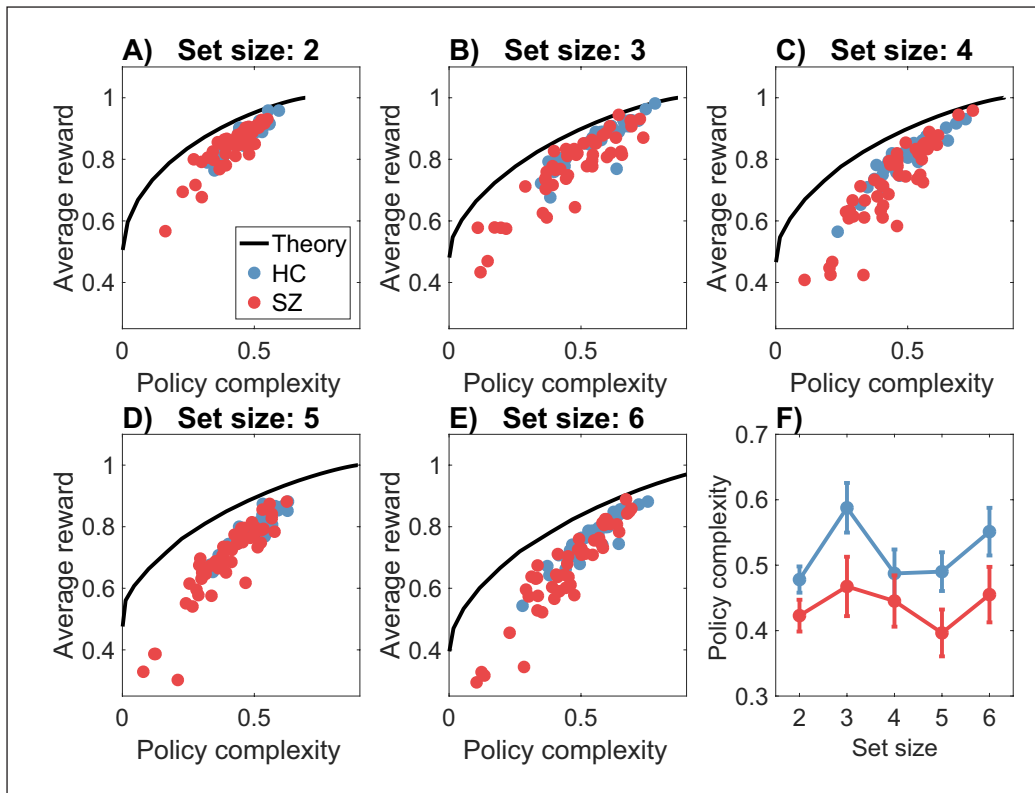 A) Set size: 2
Average reward
1
0.8
0.6
0.4
0
0.5
Policy complexity
Theory
HC
SZ
B) Set size: 3
Average reward
1
0.8
0.6
0.4
0
0.5
Policy complexity
C) Set size: 4
Average reward
1
0.8
0.6
0.4
0
0.5
Policy complexity
D) Set size: 5
Average reward
1
0.8
0.6
0.4
0
0.5
Policy complexity
E) Set size: 6
Average reward
1
0.8
0.6
0.4
0
0.5
Policy complexity
F)
Policy complexity
0.7
0.6
0.5
0.4
0.3
2 3 4 5 6
Set size